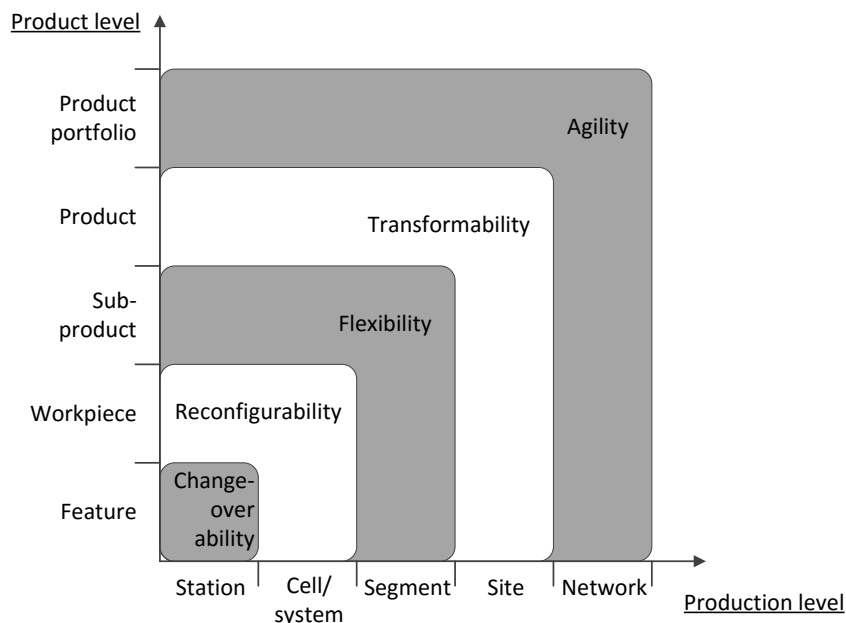 Product level
Product
portfolio
Agility
Product
Transformability
Sub-
product
Flexibility
Workpiece
Reconfigurability
Feature
Change-
over
ability
Station
Cell/
system
Segment
Site
Network
Production level